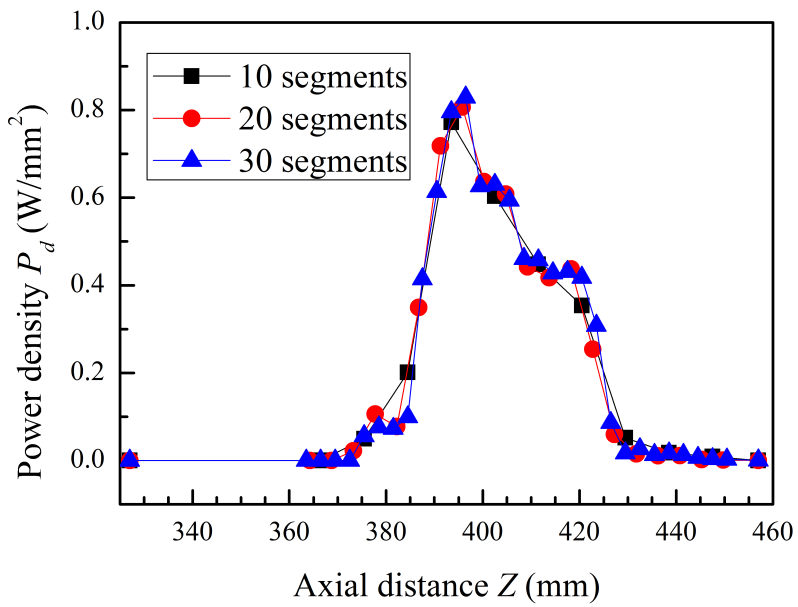 1.0
0.8
0.6
0.4
0.2
0.0
Power density P_d (W/mm²)
10 segments
20 segments
30 segments
340 360 380 400 420 440 460
Axial distance Z (mm)